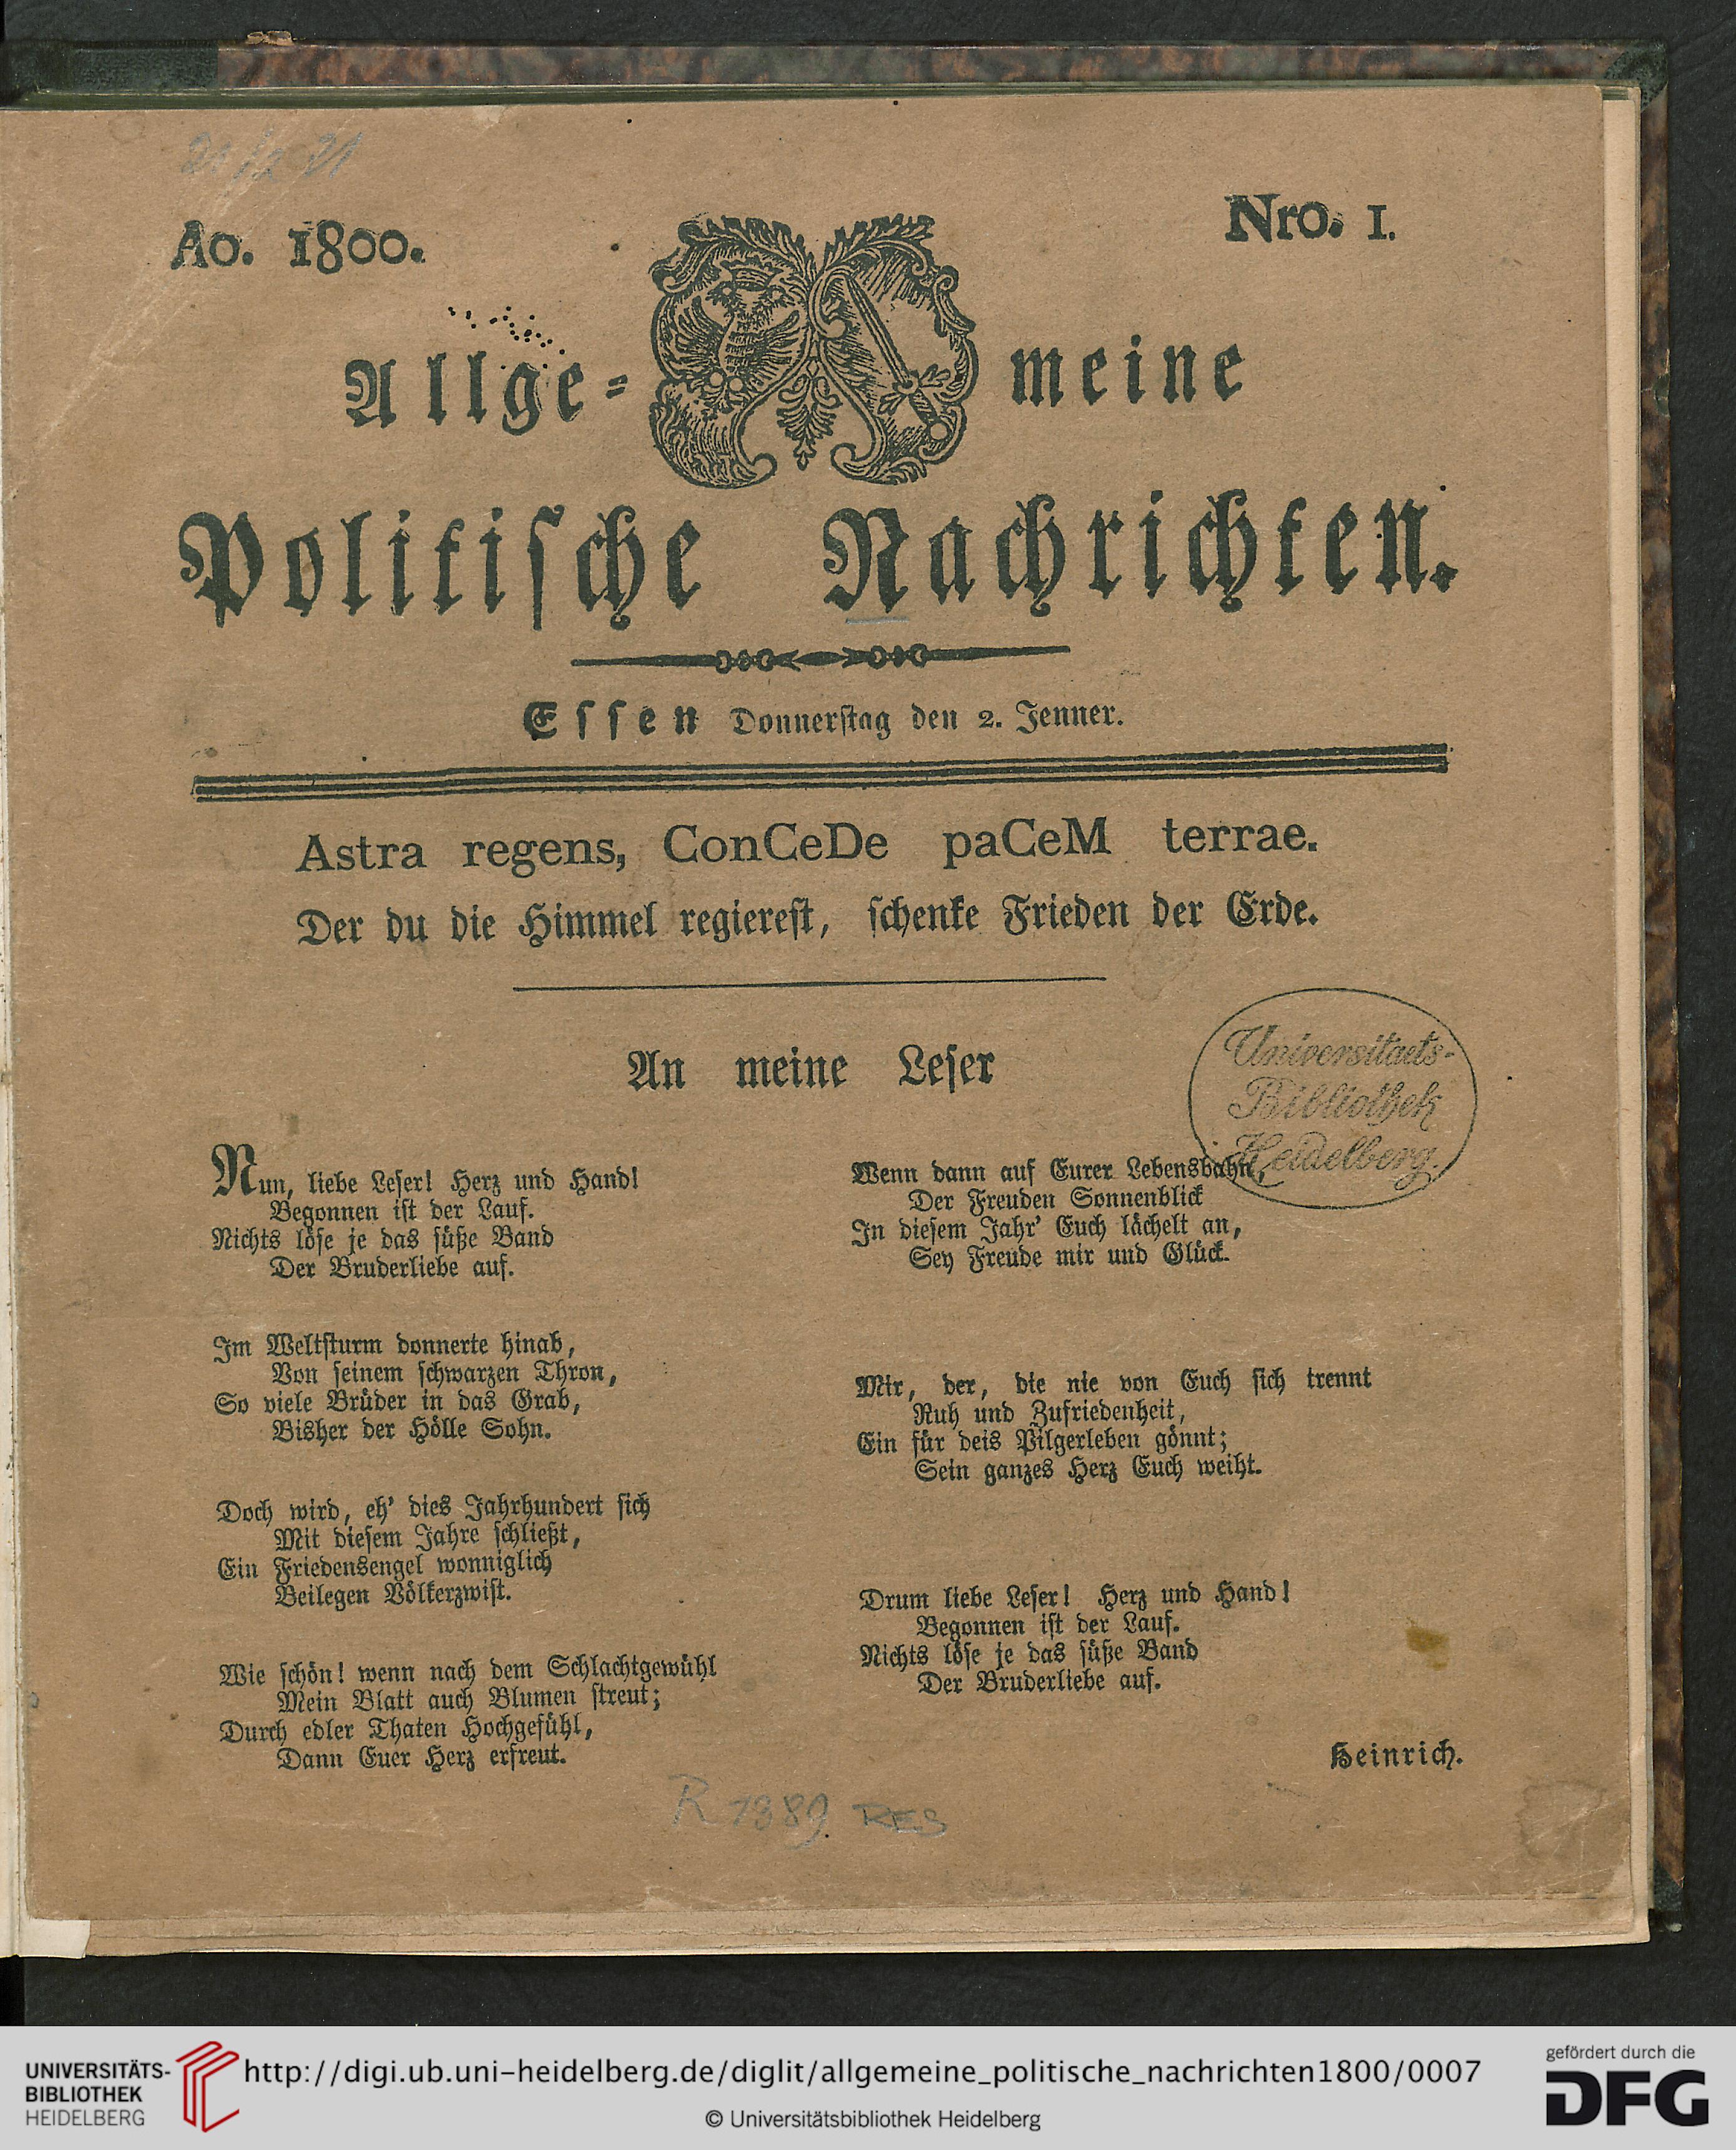 21/2 21
Ao. 1800.
Nro. 1.
Allge-meine
Politische Nachrichten.
Essen Donnerstag den 2. Jenner.
Astra regens, ConCeDe paCeM terrae.
Der du die Himmel regierest, schenke Frieden der Erde.
An meine Leser
Universitaets-
Bibliothek
Heidelberg.
Nun, liebe Leser! Herz und Hand!
Begonnen ist der Lauf.
Nichts löse je das süße Band
Der Bruderliebe auf.
Im Weltsturm donnerte hinab,
Von seinem schwarzen Thron,
So viele Brüder in das Grab,
Bisher der Hölle Sohn.
Doch wird, eh' dies Jahrhundert sich
Mit diesem Jahre schließt,
Ein Friedensengel wonniglich
Beilegen Völkerzwist.
Wie schön! wenn nach dem Schlachtgewühl
Mein Blatt auch Blumen streut;
Durch edler Thaten Hochgefühl,
Dann Euer Herz erfreut.
Wenn dann auf Eurer Lebensbahn,
Der Freuden Sonnenblick
In diesem Jahr' Euch lächelt an,
Sey Freude mir und Glück.
Mir, der, die nie von Euch sich trennt
Ruh und Zufriedenheit,
Ein für deis Pilgerleben gönnt;
Sein ganzes Herz Euch weiht.
Drum liebe Leser! Herz und Hand!
Begonnen ist der Lauf.
Nichts löse je das süße Band
Der Bruderliebe auf.
Heinrich.
R 1389 RES
UNIVERSITÄTS-
BIBLIOTHEK
HEIDELBERG
http://digi.ub.uni-heidelberg.de/diglit/allgemeine_politische_nachrichten1800/0007
© Universitätsbibliothek Heidelberg
gefördert durch die
DFG